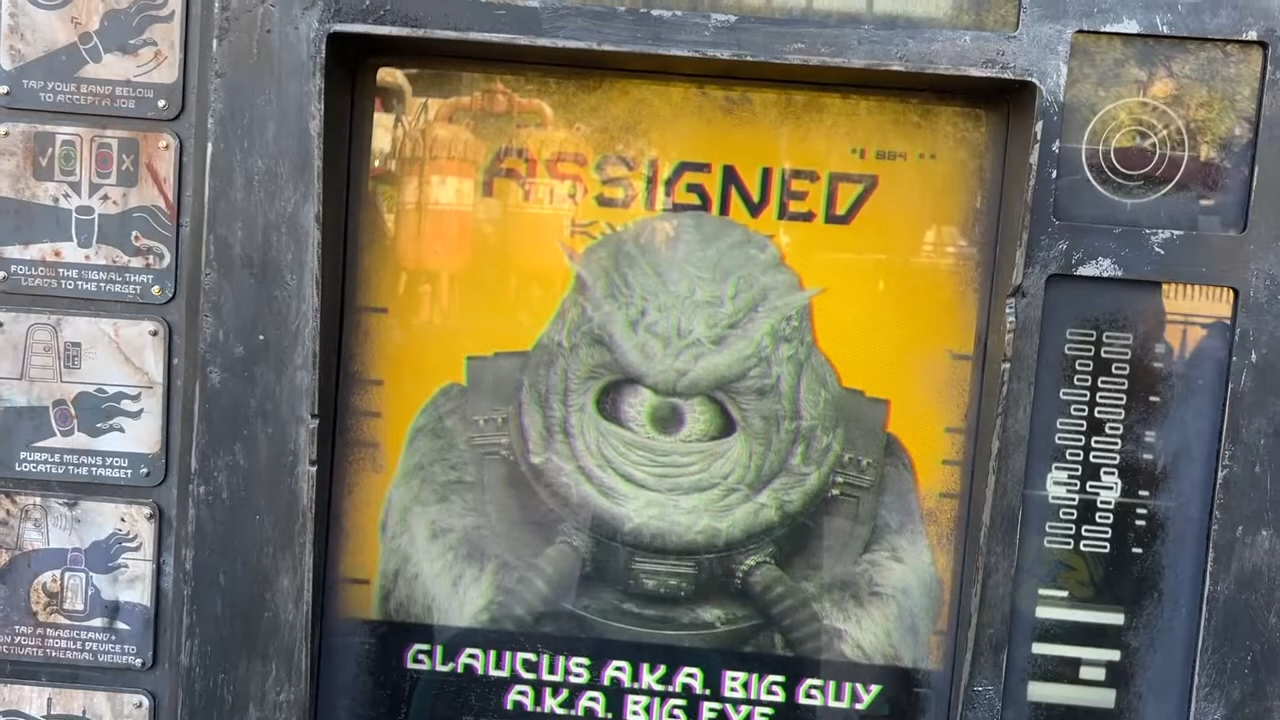 TAP YOUR BAND BELOW
TO ACCEPT A JOB
FOLLOW THE SIGNAL THAT
LEADS TO THE TARGET
PURPLE MEANS YOU
LOCATED THE TARGET
TAP A MAGICBAND+
ON YOUR MOBILE DEVICE TO
ACTIVATE THERMAL VIEWER
ASSIGNED
884
GLAUCUS A.K.A. BIG GUY
A.K.A. BIG EYE